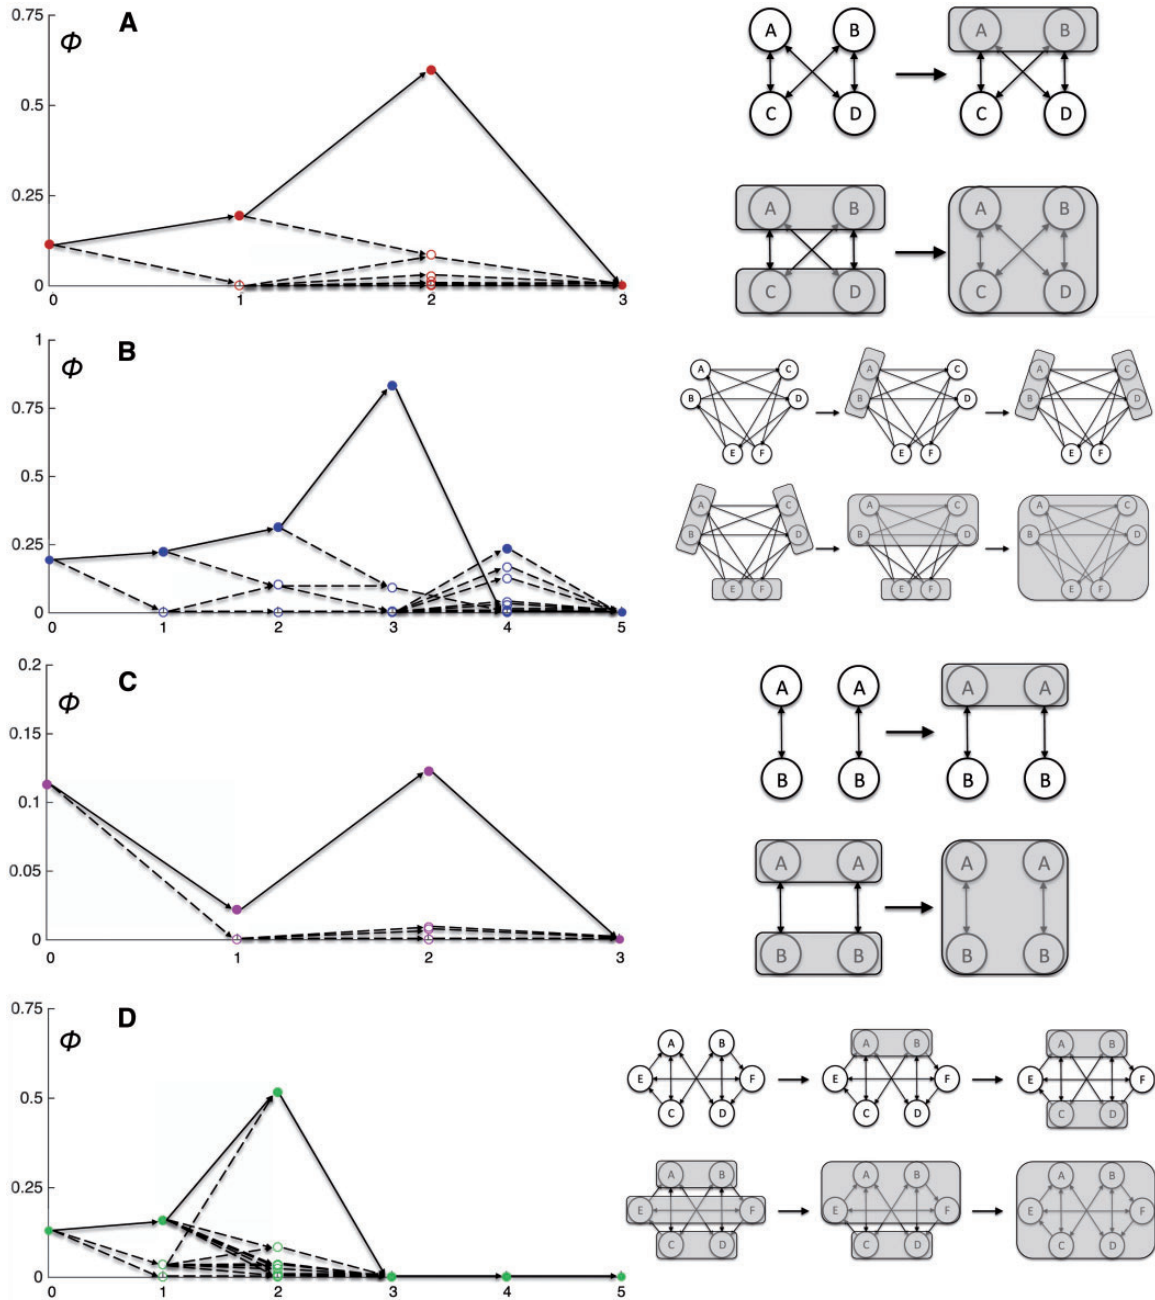 A
Φ
0.75
0.5
0.25
0
0 1 2 3
A B A B
C D C D
A B A B
C D C D
B
Φ
1
0.75
0.5
0.25
0
0 1 2 3 4 5
A C A C A C
B D B D B D
E F E F E F
A C A C A C
B D B D B D
E F E F E F
C
Φ
0.2
0.15
0.1
0.05
0
0 1 2 3
A A A A
B B B B
A A A A
B B B B
D
Φ
0.75
0.5
0.25
0
0 1 2 3 4 5
A B A B A B
E F E F E F
C D C D C D
A B A B A B
E F E F E F
C D C D C D